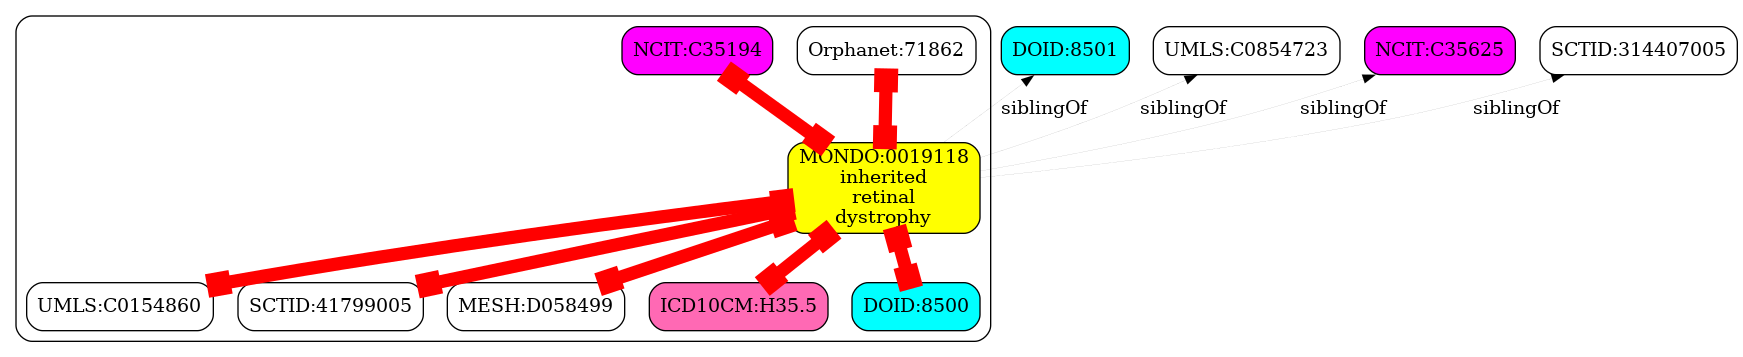 NCIT:C35194
Orphanet:71862
DOID:8501
UMLS:C0854723
NCIT:C35625
SCTID:314407005
siblingOf
siblingOf
siblingOf
siblingOf
MONDO:0019118
inherited
retinal
dystrophy
UMLS:C0154860
SCTID:41799005
MESH:D058499
ICD10CM:H35.5
DOID:8500